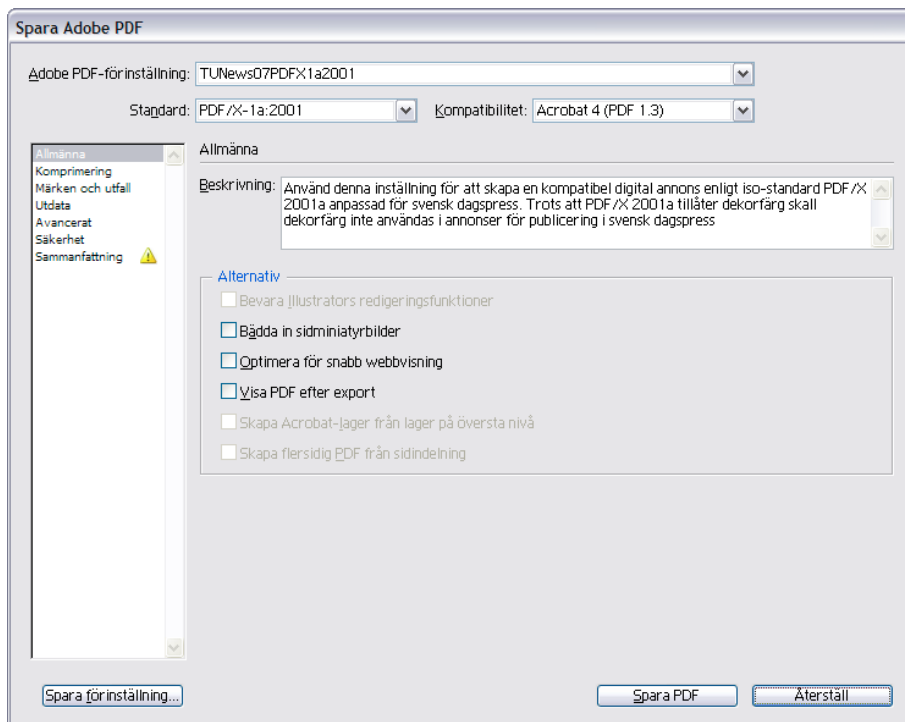 Spara Adobe PDF
Adobe PDF-förinställning: TUNews07PDFX1a2001
Standard: PDF/X-1a:2001 Kompatibilitet: Acrobat 4 (PDF 1.3)
Allmänna
Komprimering
Märken och utfall
Utdata
Avancerat
Säkerhet
Sammanfattning
Allmänna
Beskrivning: Använd denna inställning för att skapa en kompatibel digital annons enligt iso-standard PDF/X
2001a anpassad för svensk dagspress. Trots att PDF/X 2001a tillåter dekorfärg skall
dekorfärg inte användas i annonser för publicering i svensk dagspress
Alternativ
Bevara Illustrators redigeringsfunktioner
Bädda in sidminiatyrbilder
Optimera för snabb webbvisning
Visa PDF efter export
Skapa Acrobat-lager från lager på översta nivå
Skapa flersidig PDF från sidindelning
Spara förinställning... Spara PDF Återställ